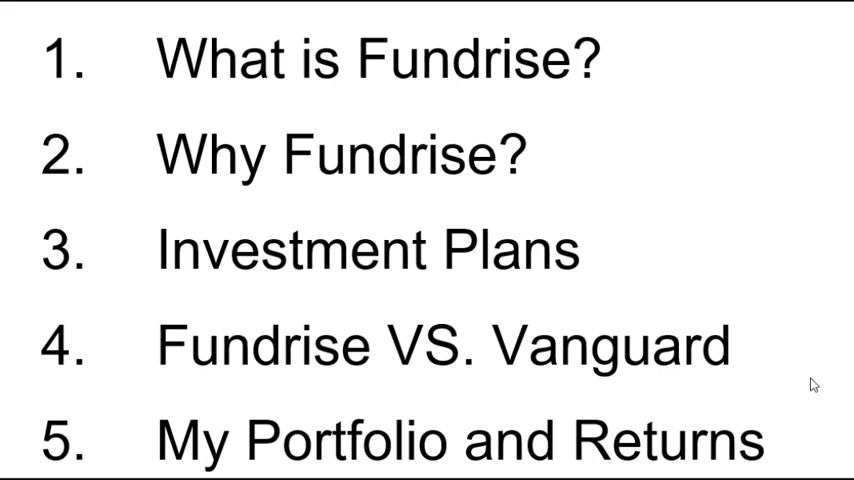 1. What is Fundrise?
2. Why Fundrise?
3. Investment Plans
4. Fundrise VS. Vanguard
5. My Portfolio and Returns